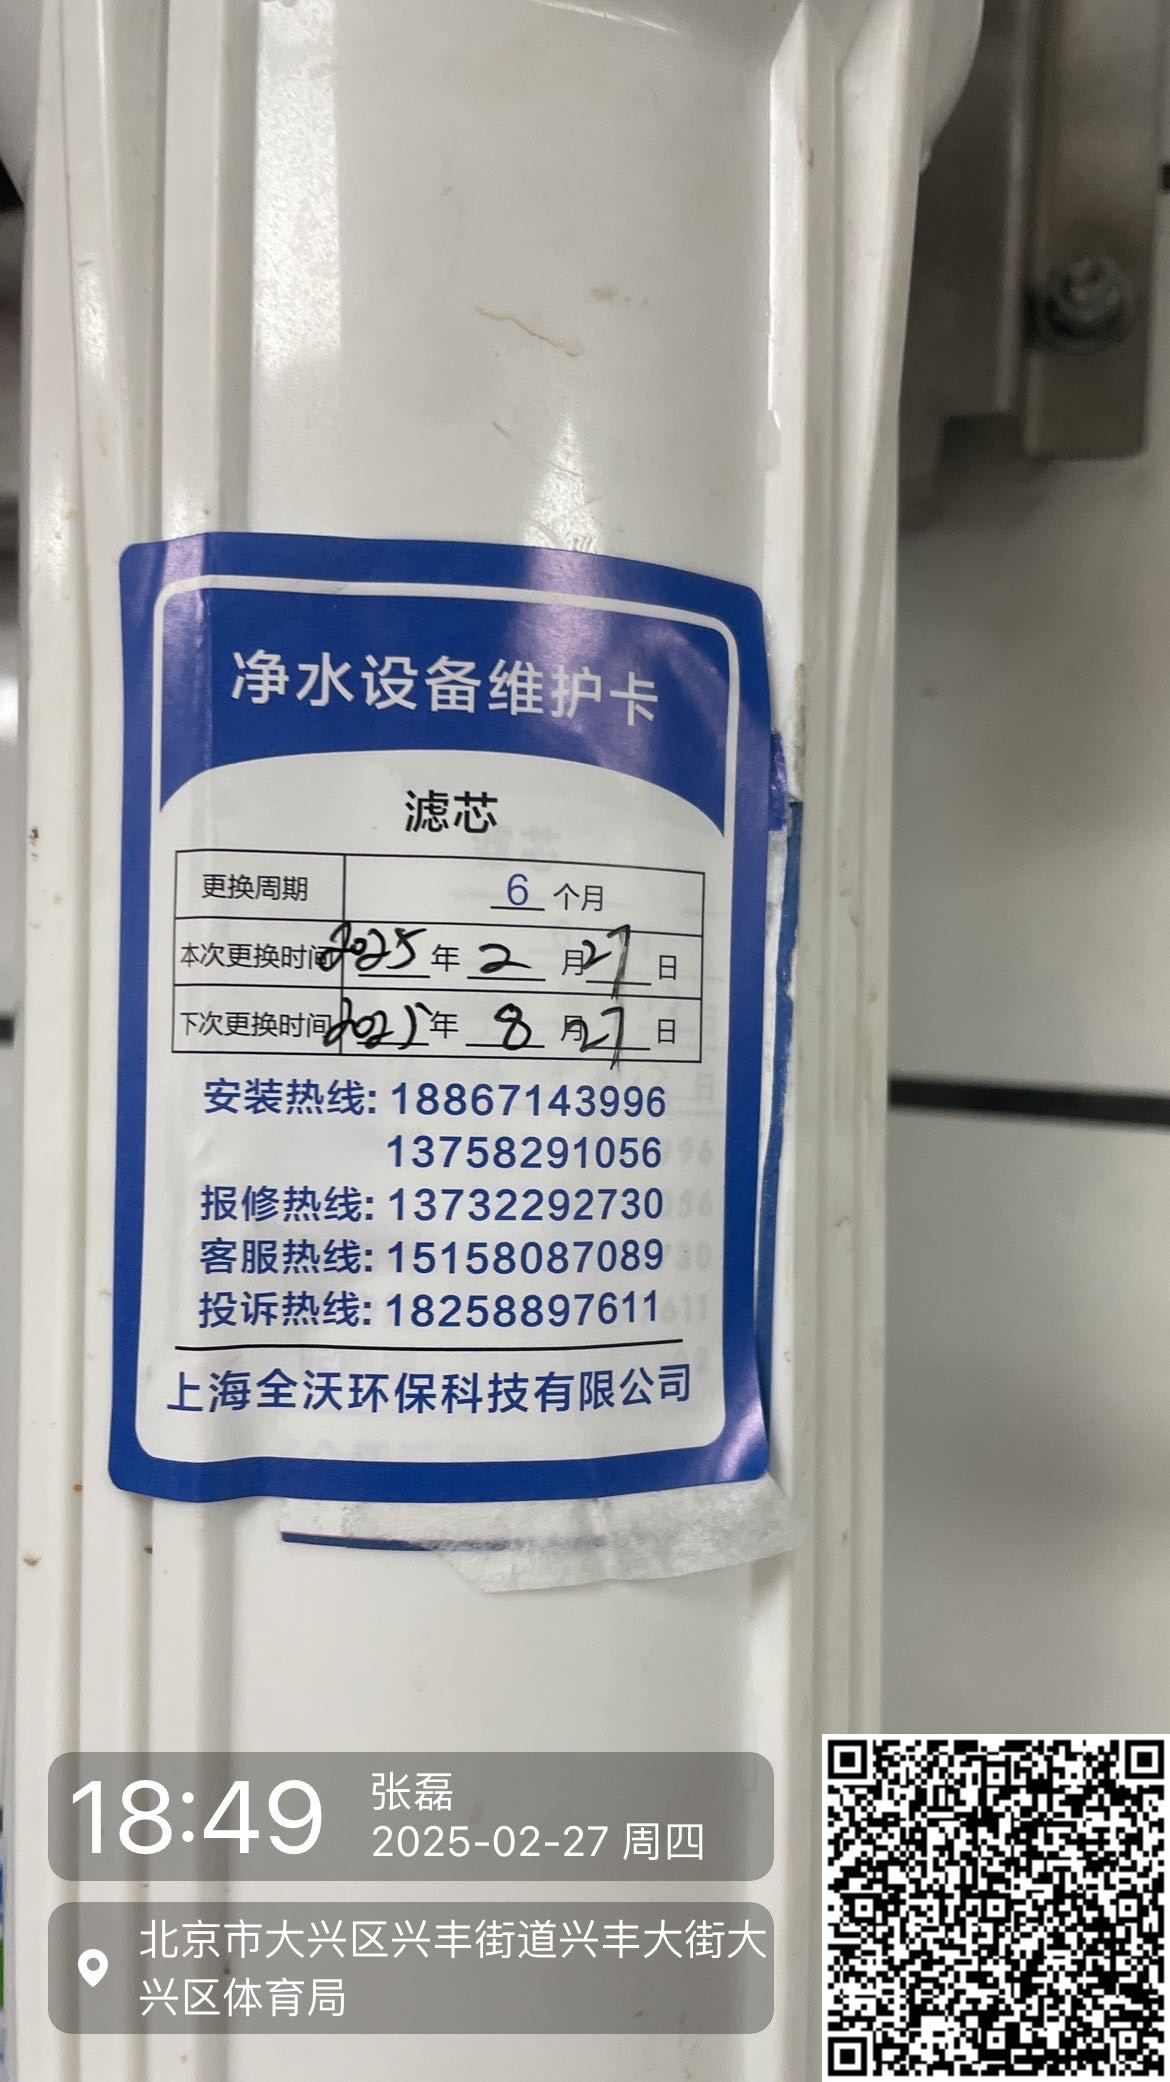 净水设备维护卡
滤芯
更换周期 6 个月
本次更换时间 2025 年 2 月 27 日
下次更换时间 2025 年 8 月 27 日
安装热线: 18867143996
13758291056
报修热线: 13732292730
客服热线: 15158087089
投诉热线: 18258897611
上海全沃环保科技有限公司
18:49 张磊
2025-02-27 周四
北京市大兴区兴丰街道兴丰大街大
兴区体育局